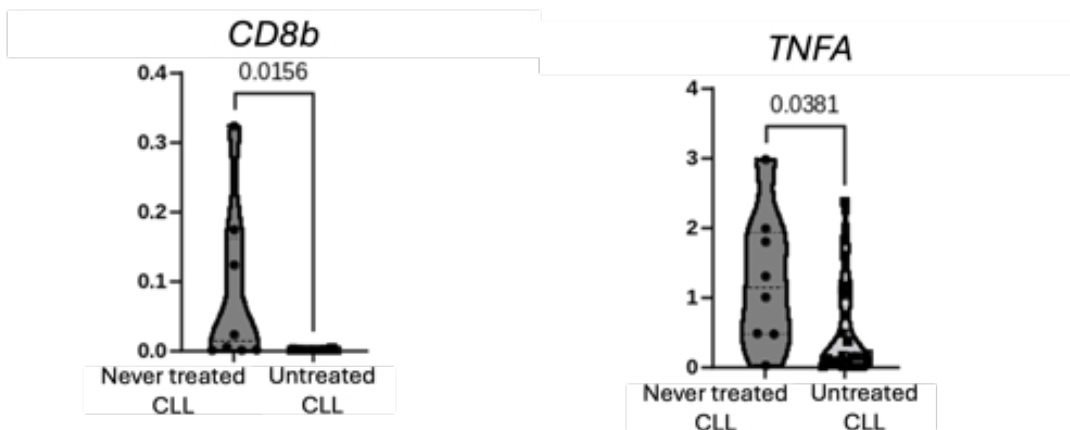 CD8b
0.0156
0.4
0.3
0.2
0.1
0.0
Never treated Untreated
CLL CLL
TNFA
0.0381
4
3
2
1
0
Never treated Untreated
CLL CLL